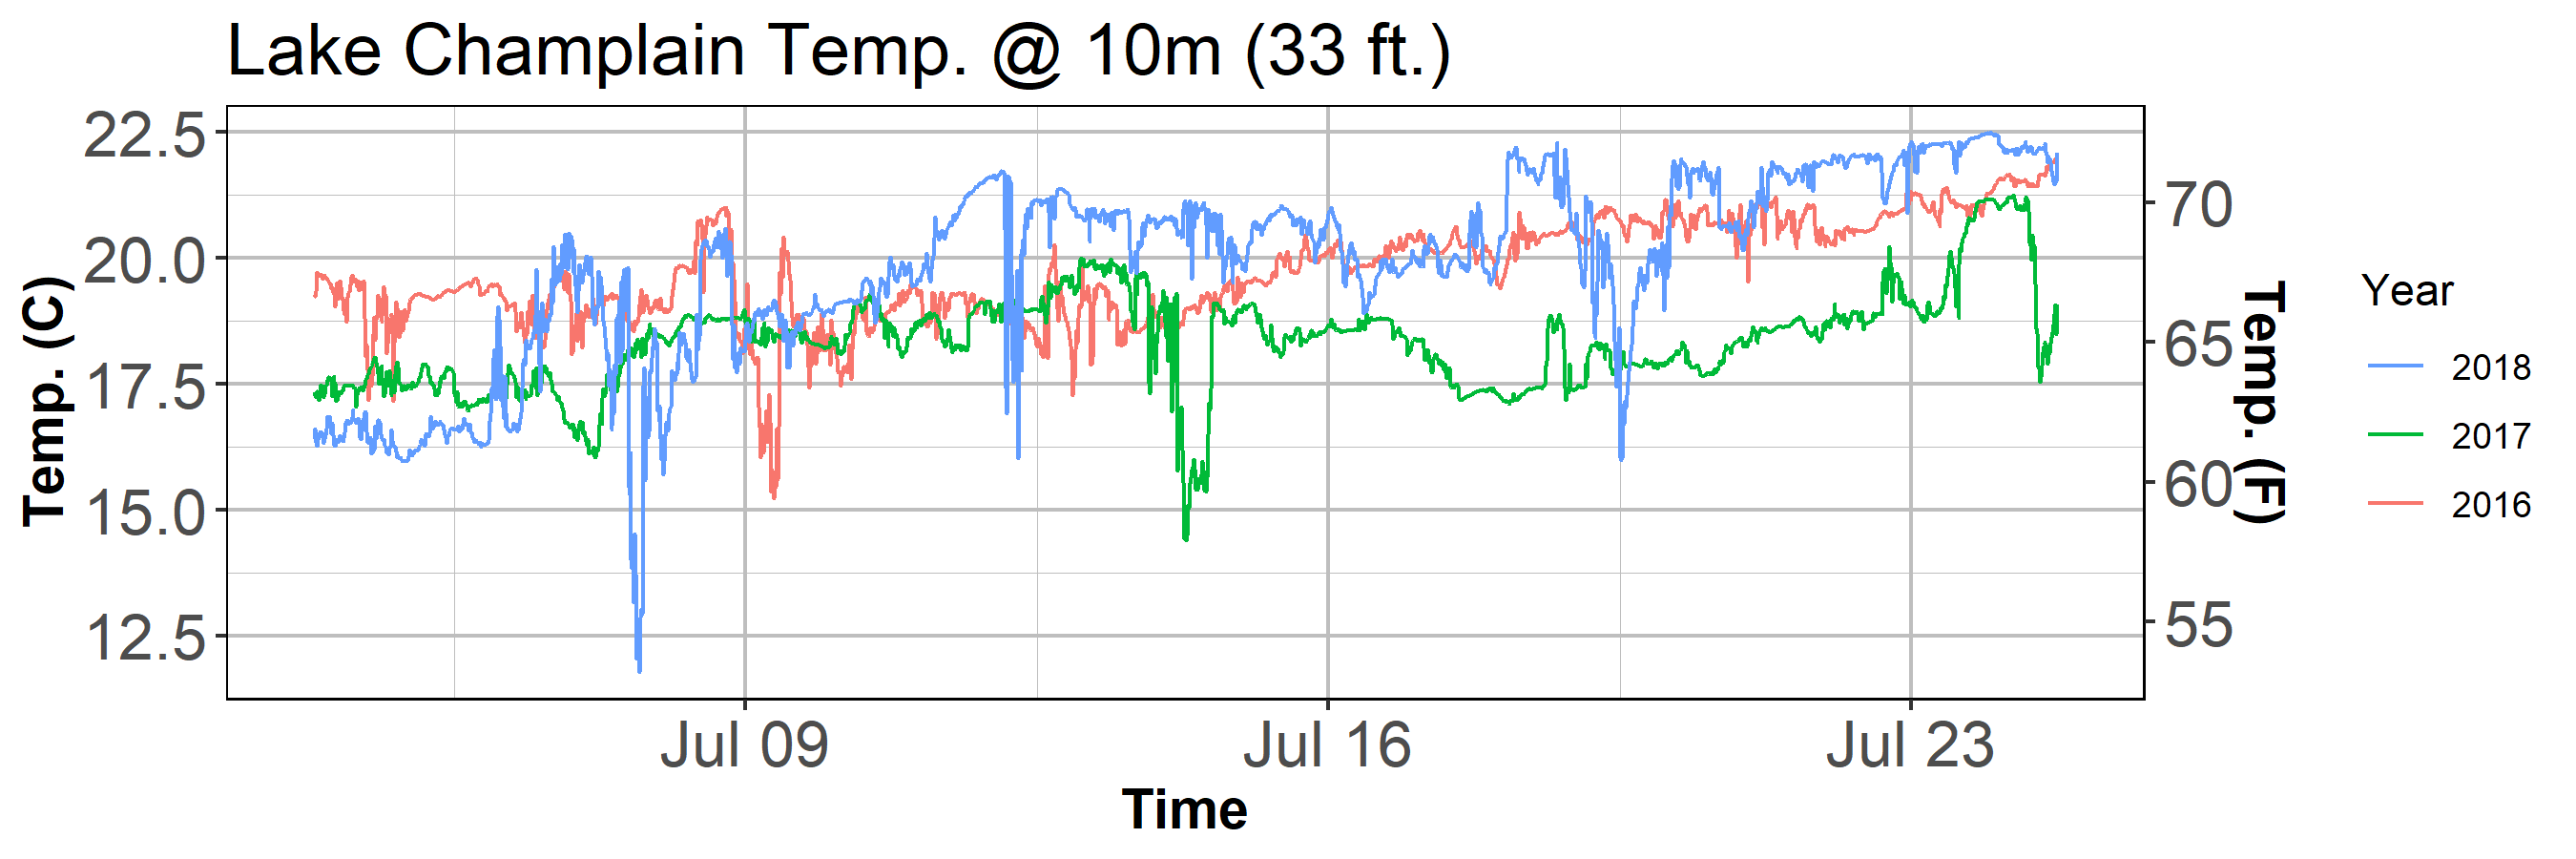 Lake Champlain Temp. @ 10m (33 ft.)
Temp. (C)
22.5
20.0
17.5
15.0
12.5
Jul 09
Jul 16
Jul 23
Time
70
65
60
55
Temp. (F)
Year
2018
2017
2016